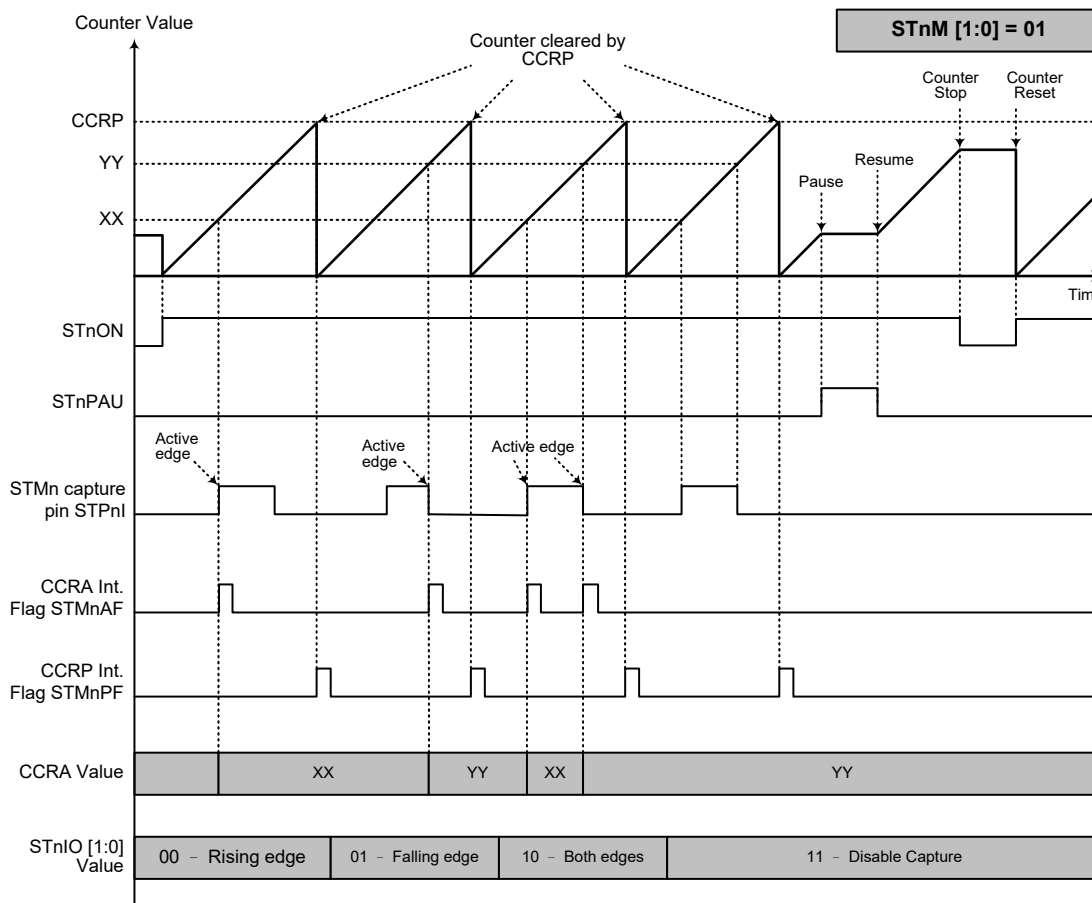 Counter Value
STnM [1:0] = 01
Counter cleared by
CCRP
Counter
Stop
Counter
Reset
CCRP
YY
XX
Pause
Resume
Tim
STnON
STnPAU
Active
edge
Active
edge
Active edge
STMn capture
pin STPnI
CCRA Int.
Flag STMnAF
CCRP Int.
Flag STMnPF
CCRA Value
XX
YY
XX
YY
STnIO [1:0]
Value
00 - Rising edge
01 - Falling edge
10 - Both edges
11 - Disable Capture